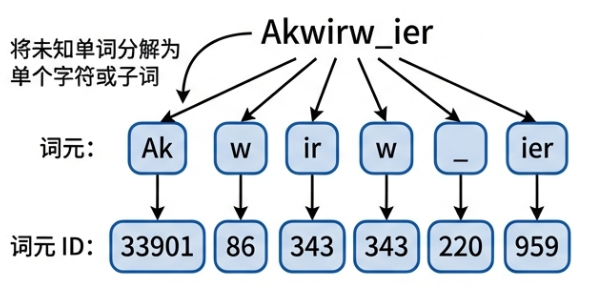 Akwirw_ier
将未知单词分解为
单个字符或子词
词元: Ak w ir w _ ier
词元 ID: 33901 86 343 343 220 959